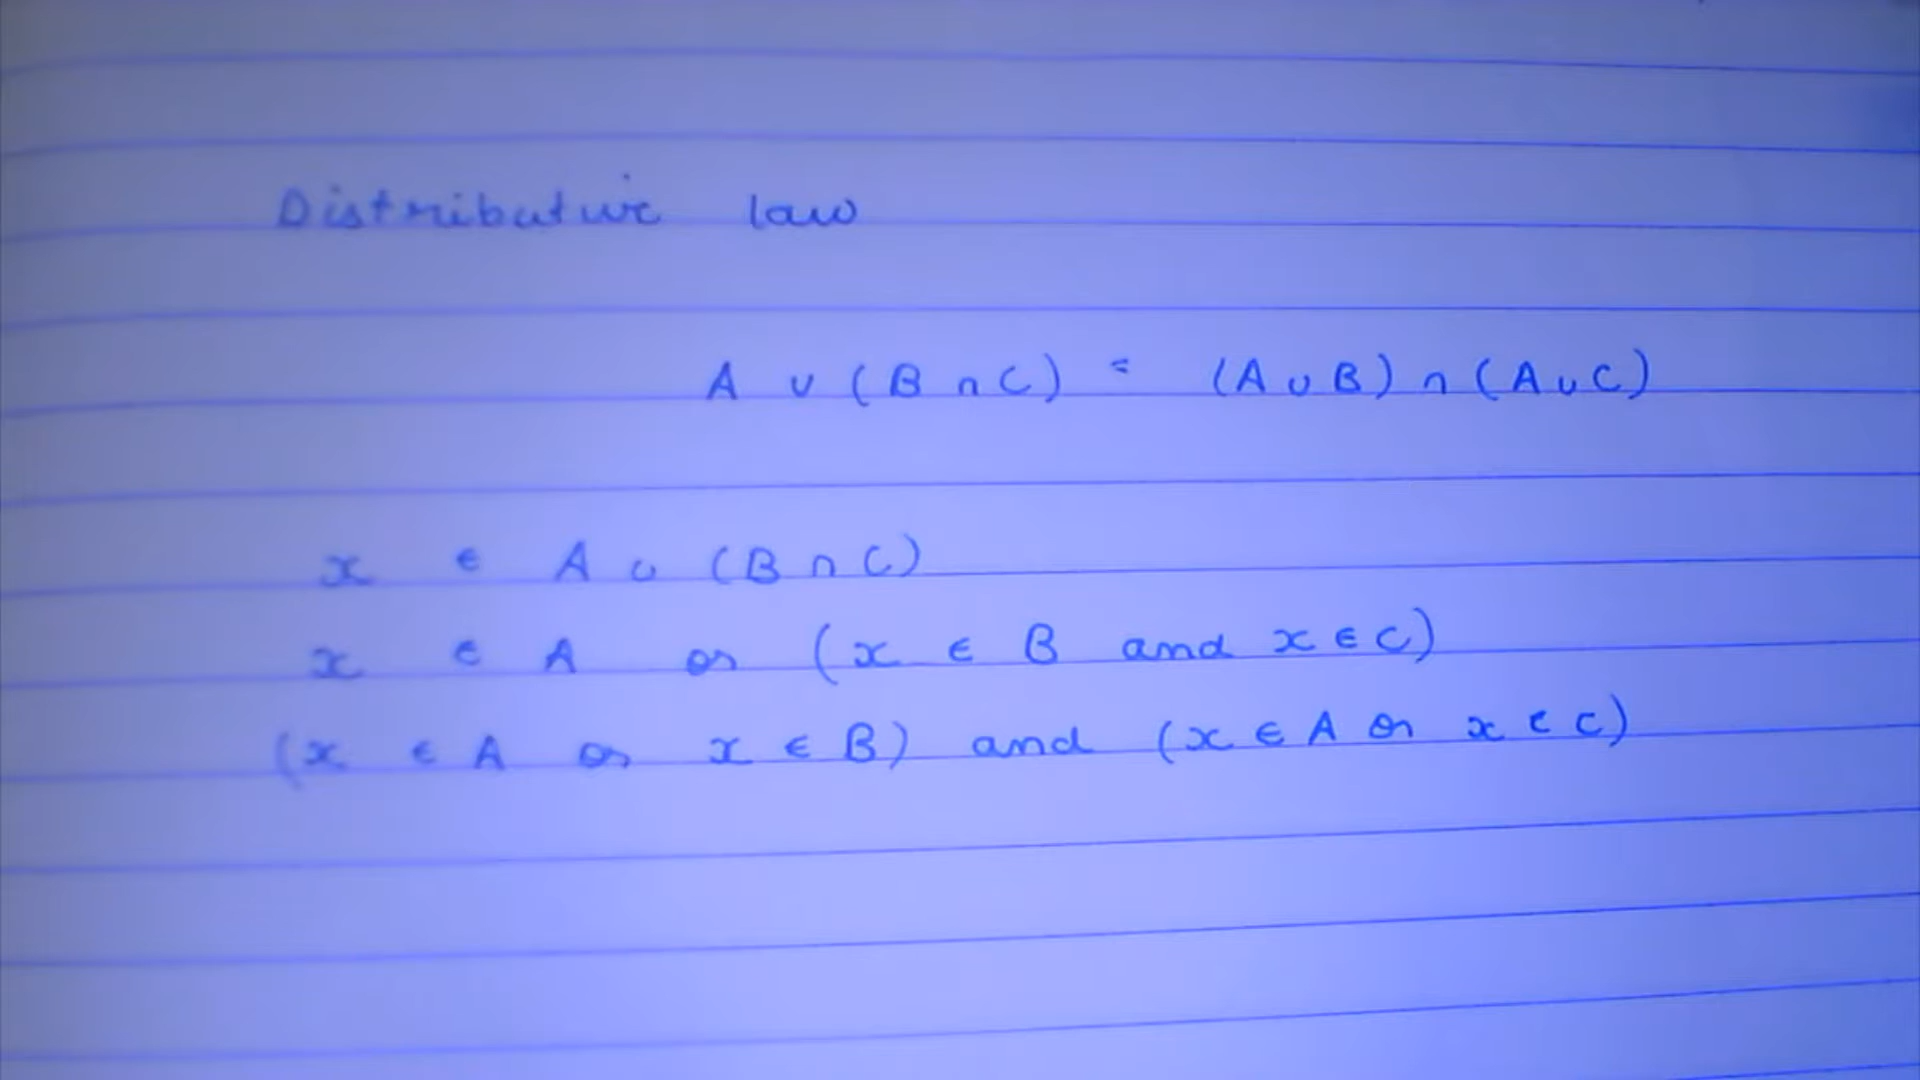 Distributive law
A ∪ (B ∩ C) = (A ∪ B) ∩ (A ∪ C)
x ∈ A ∪ (B ∩ C)
x ∈ A or (x ∈ B and x ∈ C)
(x ∈ A or x ∈ B) and (x ∈ A or x ∈ C)